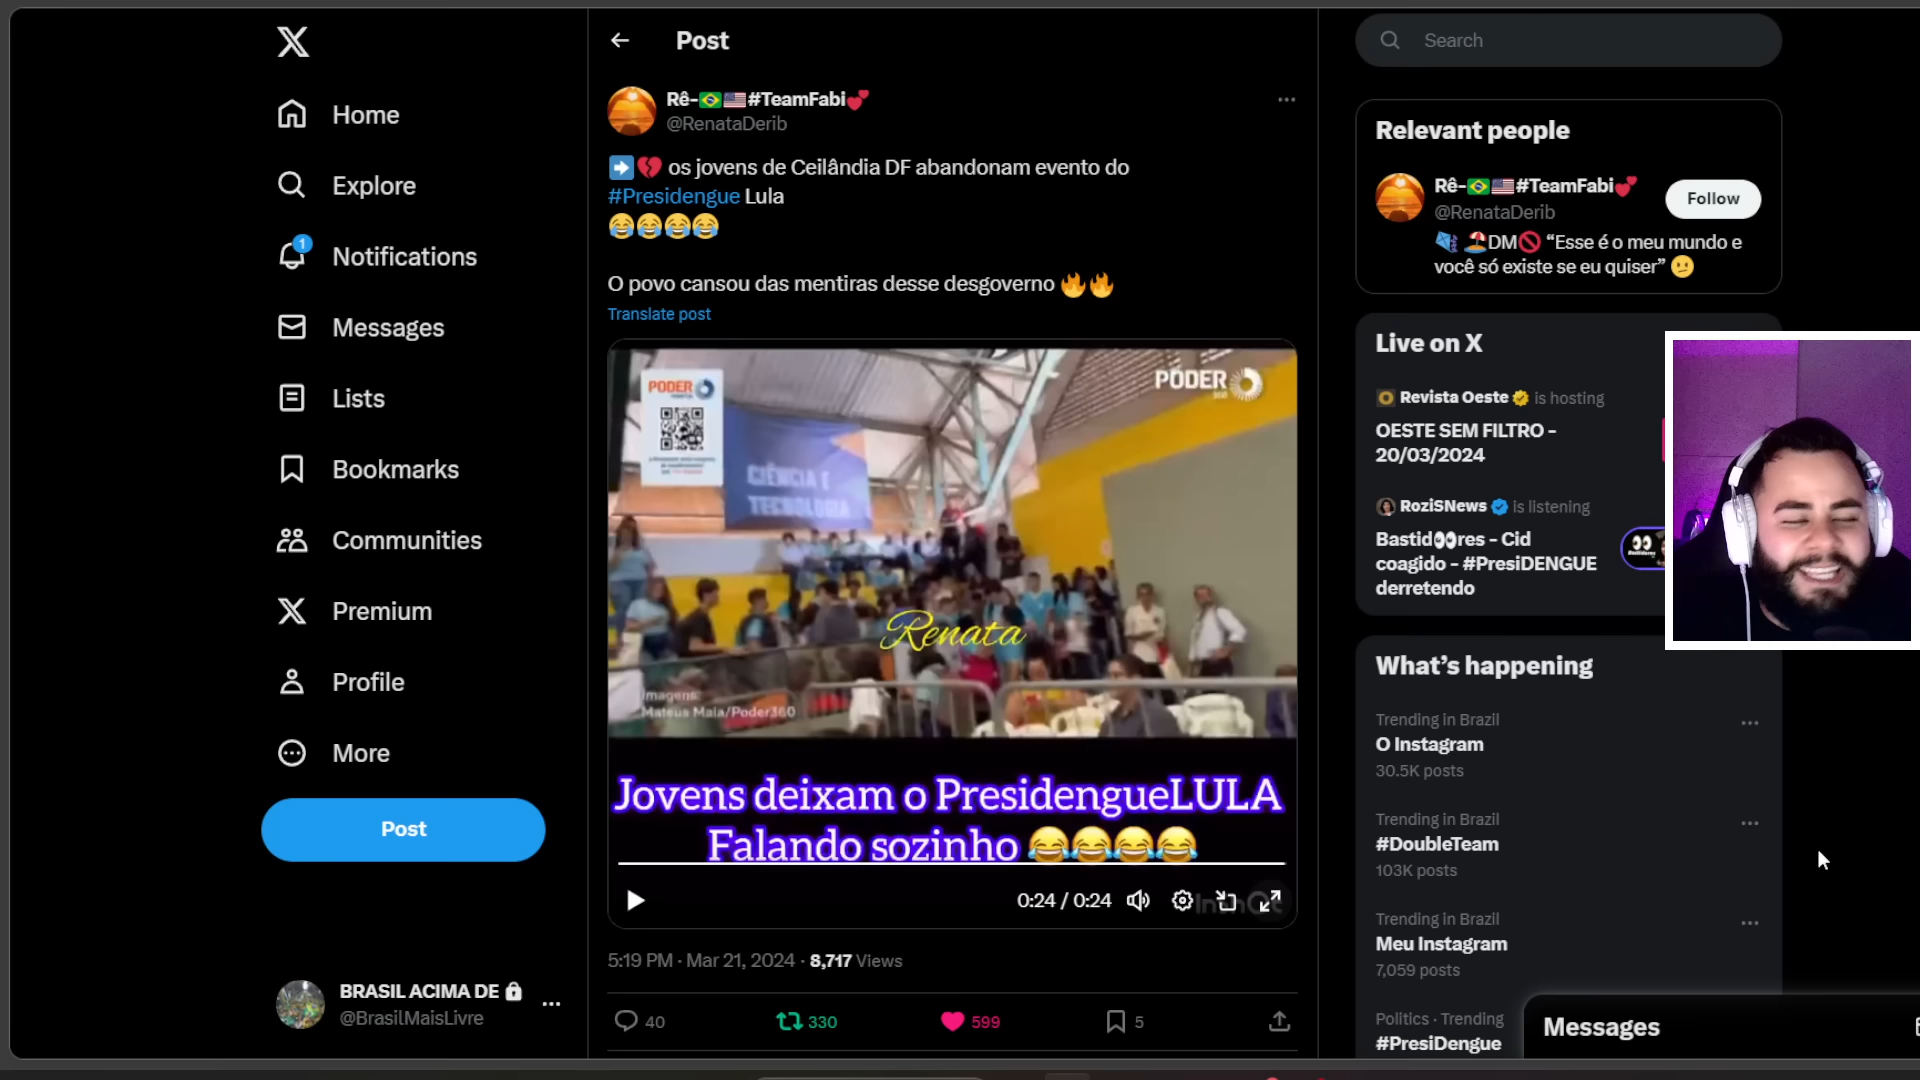 Home
Explore
1
Notifications
Messages
Lists
Bookmarks
Communities
Premium
Profile
More
Post
BRASIL ACIMA DE
@BrasilMaisLivre
Post
Rê-🇧🇷🇺🇸#TeamFabi💕
@RenataDerib
➡️💔 os jovens de Ceilândia DF abandonam evento do
#Presidengue Lula
😂😂😂😂
O povo cansou das mentiras desse desgoverno 🔥🔥
Translate post
PODER
PODER
360
CIÊNCIA E
TECNOLOGIA
Renata
Imagens:
Mateus Maia/Poder360
Jovens deixam o PresidengueLULA
Falando sozinho 😂😂😂😂
0:24 / 0:24
InShOt
5:19 PM · Mar 21, 2024 · 8,717 Views
40
330
599
5
Search
Relevant people
Rê-🇧🇷🇺🇸#TeamFabi💕
Follow
@RenataDerib
🪁 🏖️DM🚫 “Esse é o meu mundo e
você só existe se eu quiser” 🫤
Live on X
Revista Oeste is hosting
OESTE SEM FILTRO -
20/03/2024
RoziSNews is listening
Bastid👀res - Cid
coagido - #PresiDENGUE
derretendo
What’s happening
Trending in Brazil
O Instagram
30.5K posts
Trending in Brazil
#DoubleTeam
103K posts
Trending in Brazil
Meu Instagram
7,059 posts
Politics · Trending
#PresiDengue
Messages